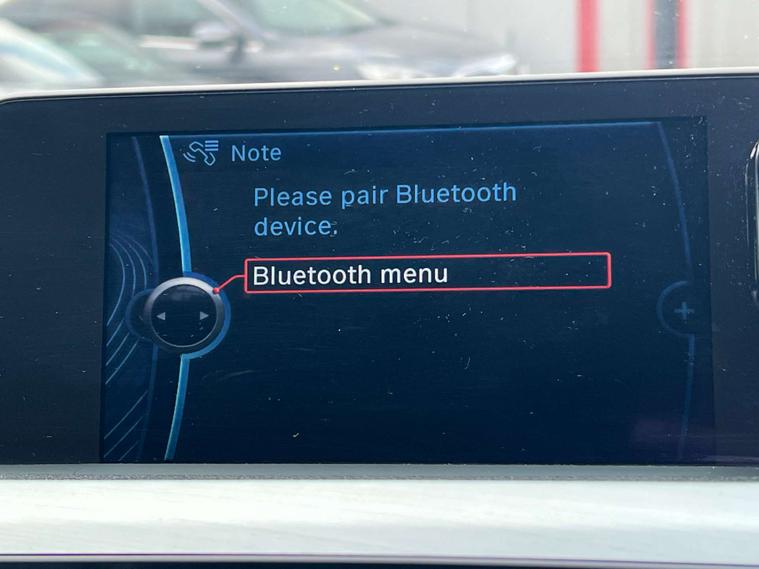 Note
Please pair Bluetooth
device.
Bluetooth menu